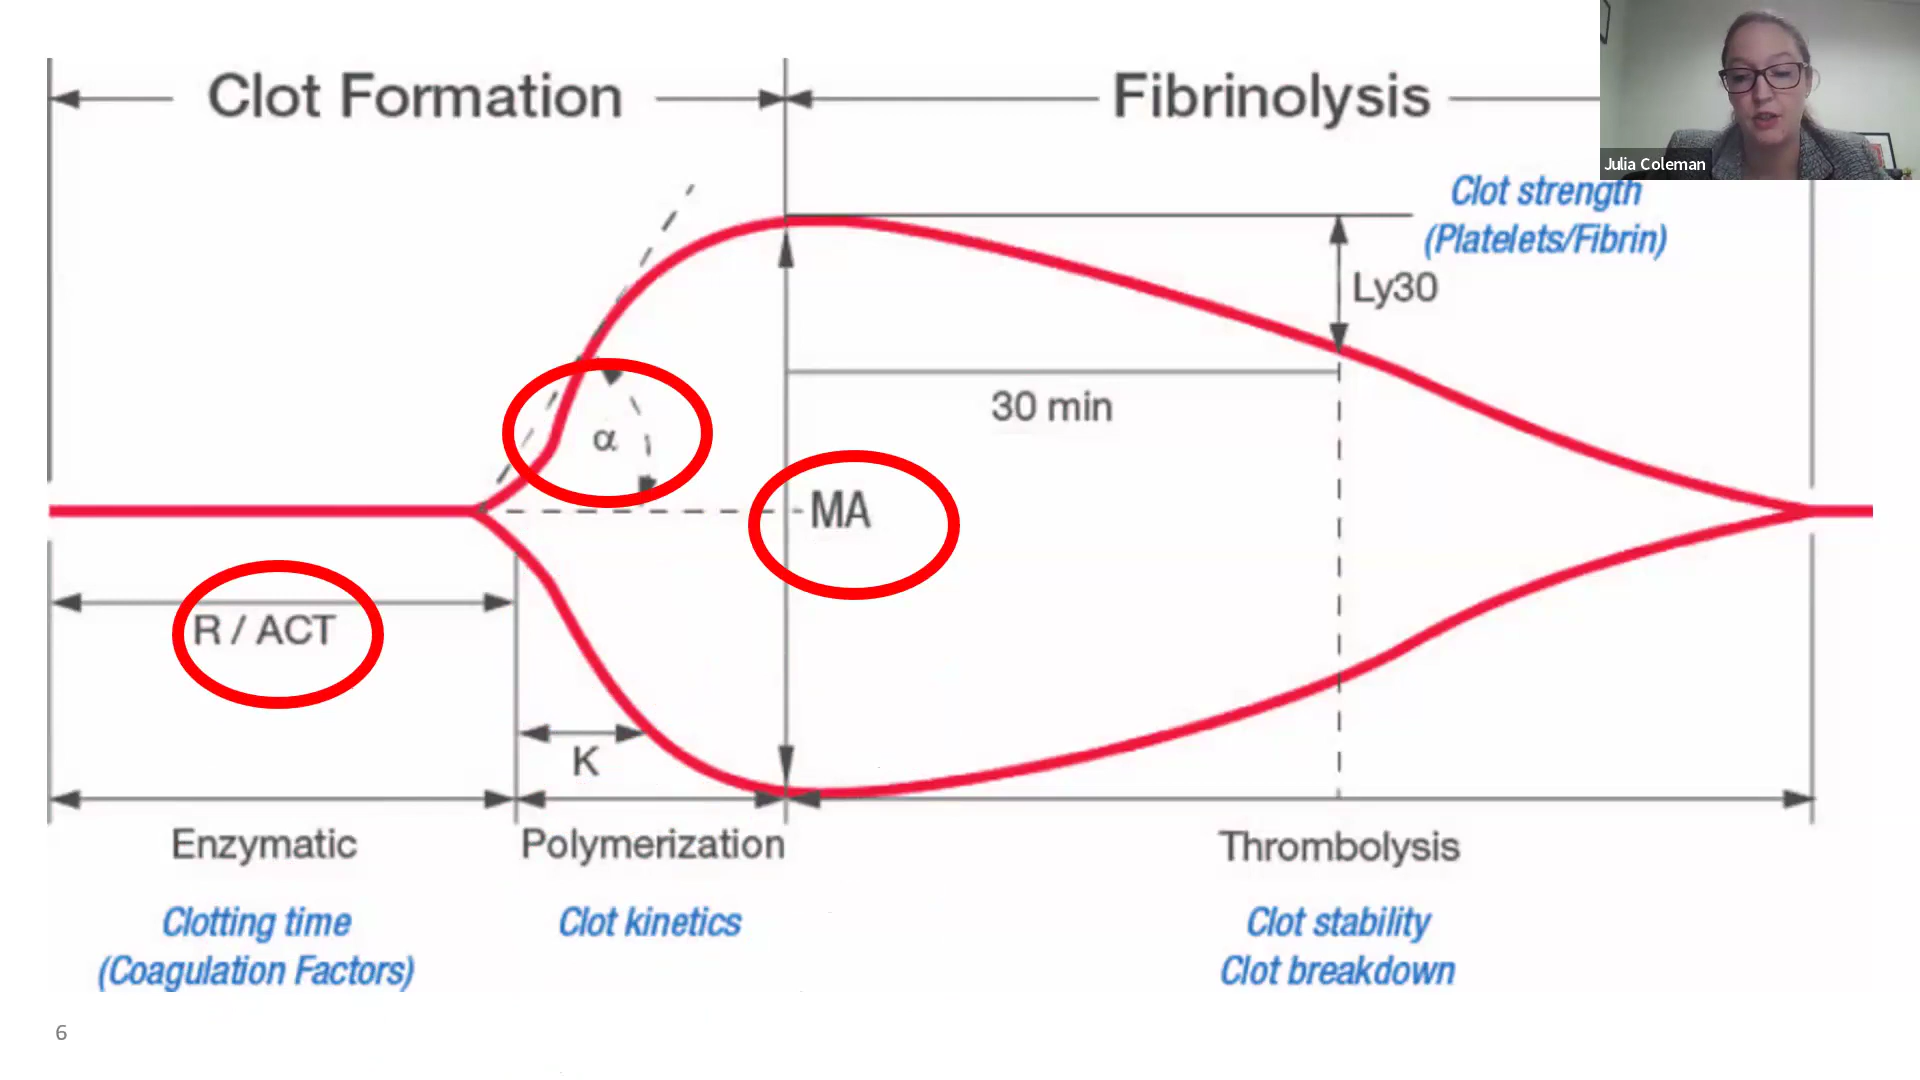 Clot Formation
Fibrinolysis
Julia Coleman
Clot strength
(Platelets/Fibrin)
Ly30
30 min
α
MA
R / ACT
K
Enzymatic
Polymerization
Thrombolysis
Clotting time
(Coagulation Factors)
Clot kinetics
Clot stability
Clot breakdown
6